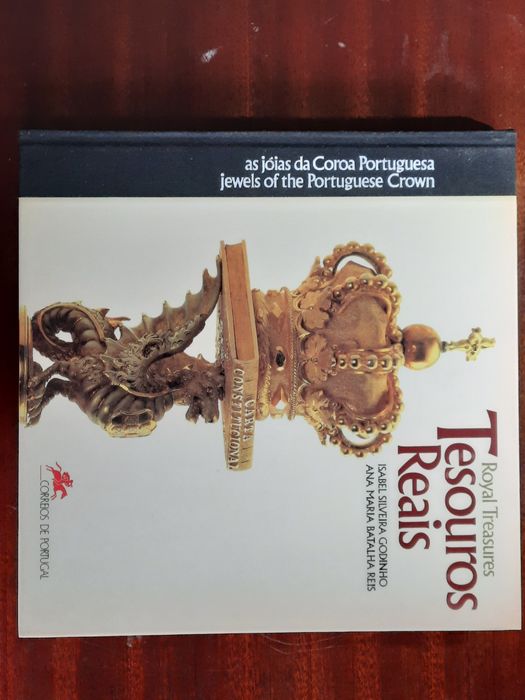 as jóias da Coroa Portuguesa
jewels of the Portuguese Crown
Royal Treasures
Tesouros
Reais
ISABEL SILVEIRA GODINHO
ANA MARIA BATALHA REIS
CARTA
CONSTITUCIONAL
CORREIOS DE PORTUGAL